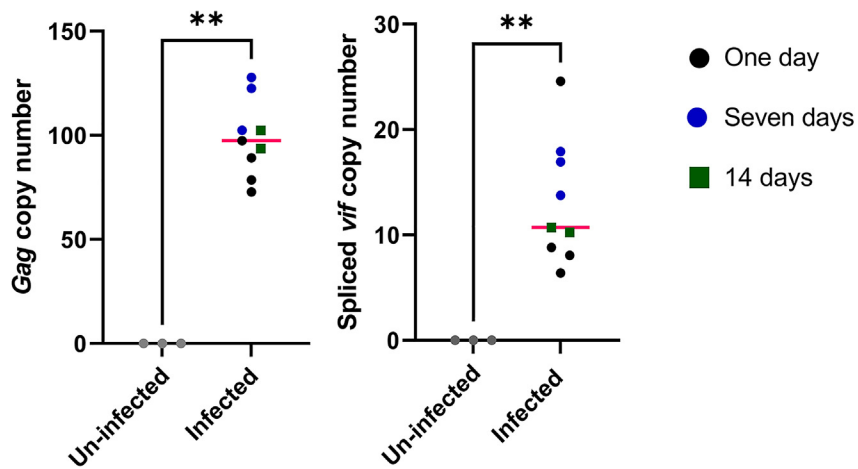 **
150
100
50
0
Gag copy number
Un-infected
Infected
**
30
20
10
0
Spliced vif copy number
Un-infected
Infected
One day
Seven days
14 days